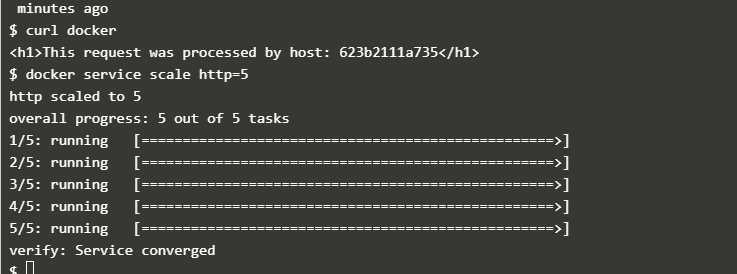 minutes ago
$ curl docker
<h1>This request was processed by host: 623b2111a735</h1>
$ docker service scale http=5
http scaled to 5
overall progress: 5 out of 5 tasks
1/5: running   [==================================================>]
2/5: running   [==================================================>]
3/5: running   [==================================================>]
4/5: running   [==================================================>]
5/5: running   [==================================================>]
verify: Service converged
$